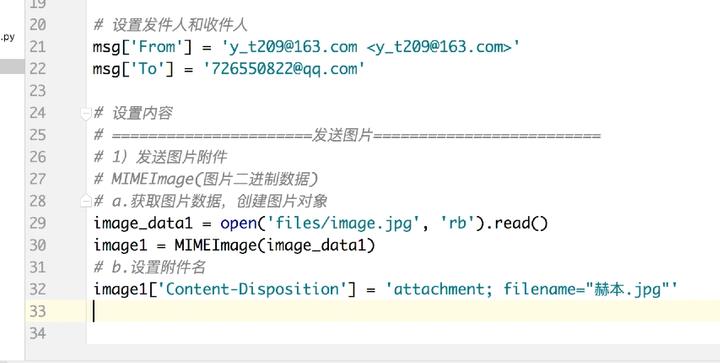 19
.py
20 # 设置发件人和收件人
21 msg['From'] = 'y_t209@163.com <y_t209@163.com>'
22 msg['To'] = '726550822@qq.com'
23
24 # 设置内容
25 # =========================发送图片=========================
26 # 1) 发送图片附件
27 # MIMEImage(图片二进制数据)
28 # a.获取图片数据，创建图片对象
29 image_data1 = open('files/image.jpg', 'rb').read()
30 image1 = MIMEImage(image_data1)
31 # b.设置附件名
32 image1['Content-Disposition'] = 'attachment; filename="赫本.jpg"'
33
34